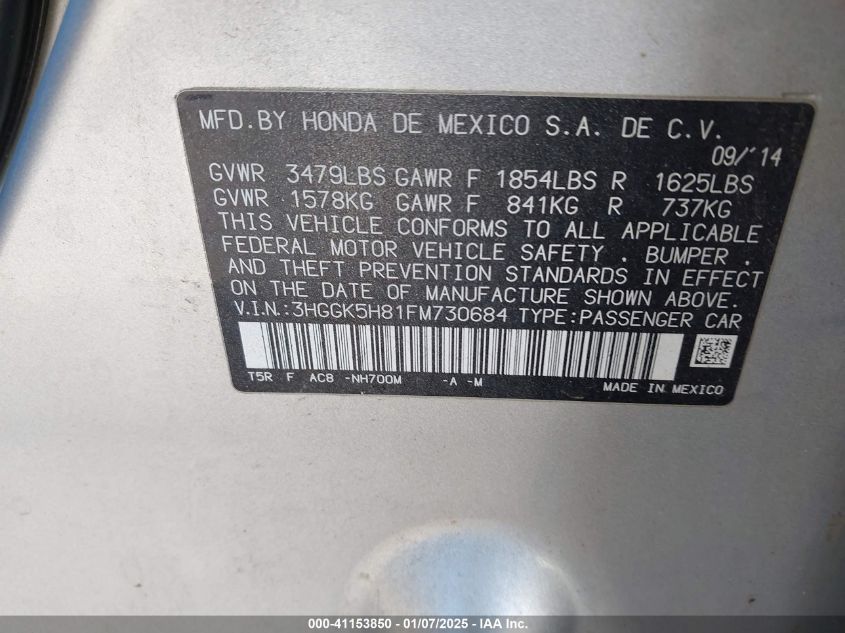 MFD.BY HONDA DE MEXICO S.A. DE C.V.
09/'14
GVWR 3479LBS GAWR F 1854LBS R 1625LBS
GVWR 1578KG GAWR F 841KG R 737KG
THIS VEHICLE CONFORMS TO ALL APPLICABLE
FEDERAL MOTOR VEHICLE SAFETY , BUMPER ,
AND THEFT PREVENTION STANDARDS IN EFFECT
ON THE DATE OF MANUFACTURE SHOWN ABOVE.
V.I.N.:3HGGK5H81FM730684 TYPE:PASSENGER CAR
T5R F AC8 -NH700M -A -M
MADE IN MEXICO
000-41153850 - 01/07/2025 - IAA Inc.